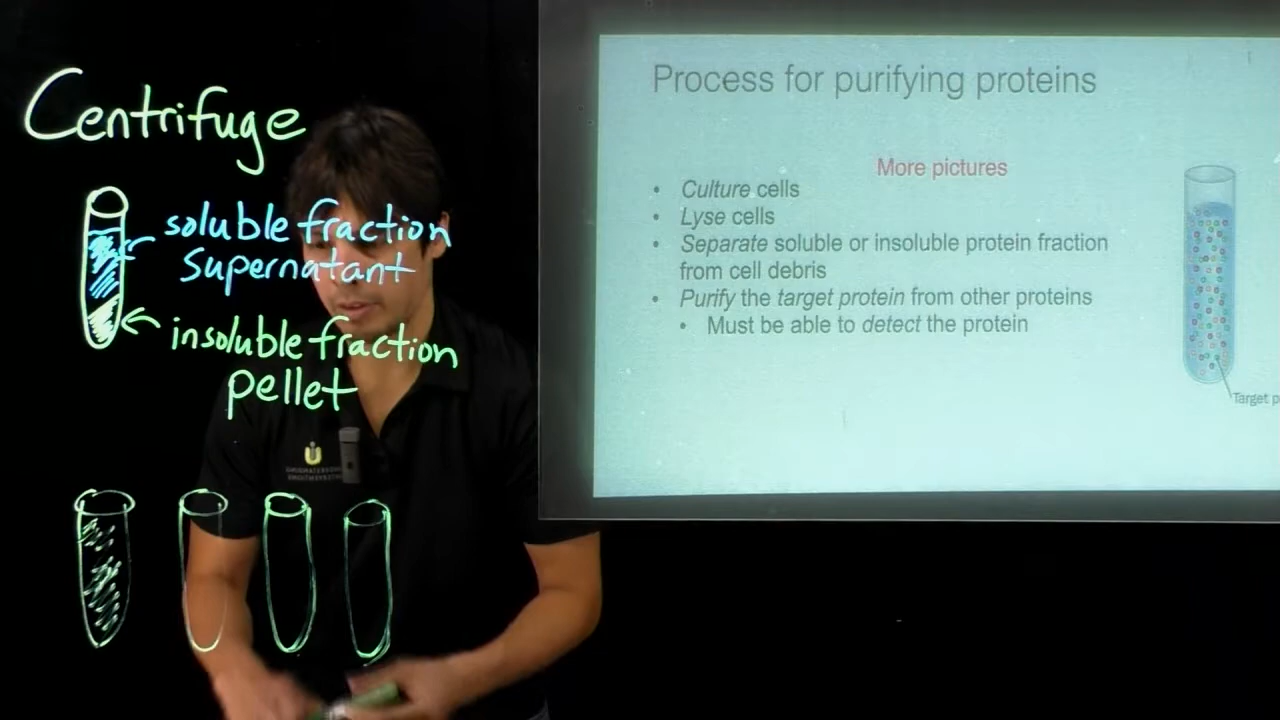 Centrifuge
soluble fraction
supernatant
insoluble fraction
pellet
Process for purifying proteins
More pictures
• Culture cells
• Lyse cells
• Separate soluble or insoluble protein fraction
from cell debris
• Purify the target protein from other proteins
• Must be able to detect the protein
Target p